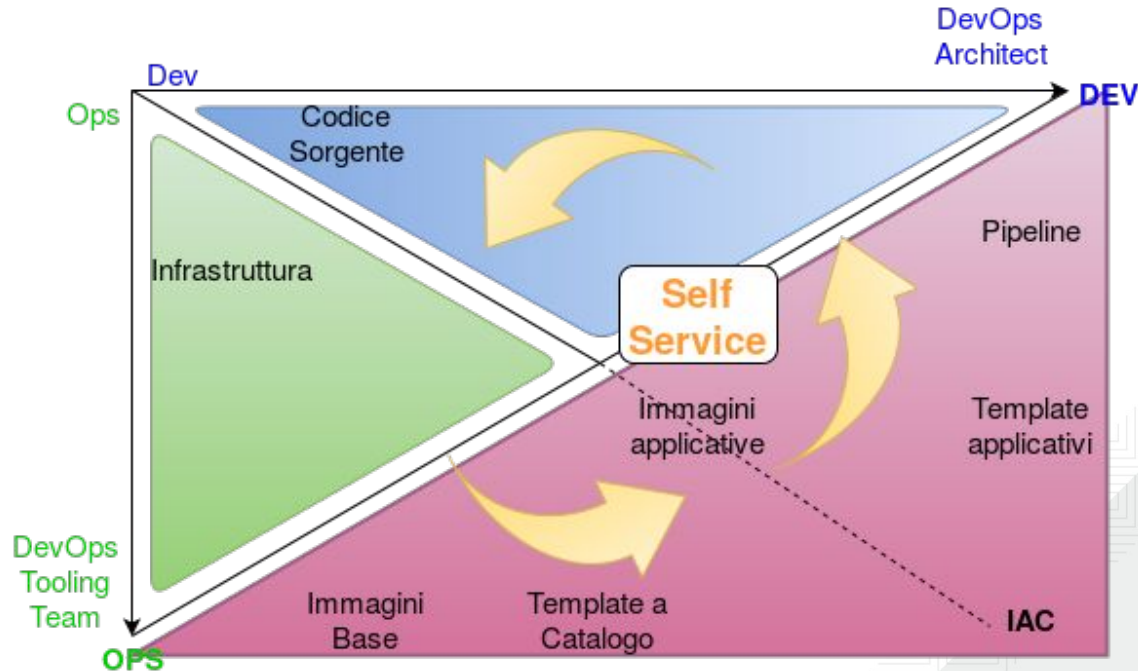 DevOps
Architect
Dev
DEV
Ops
Codice
Sorgente
Pipeline
Infrastruttura
Self
Service
Immagini
applicative
Template
applicativi
DevOps
Tooling
Team
Immagini
Base
Template a
Catalogo
IAC
OPS